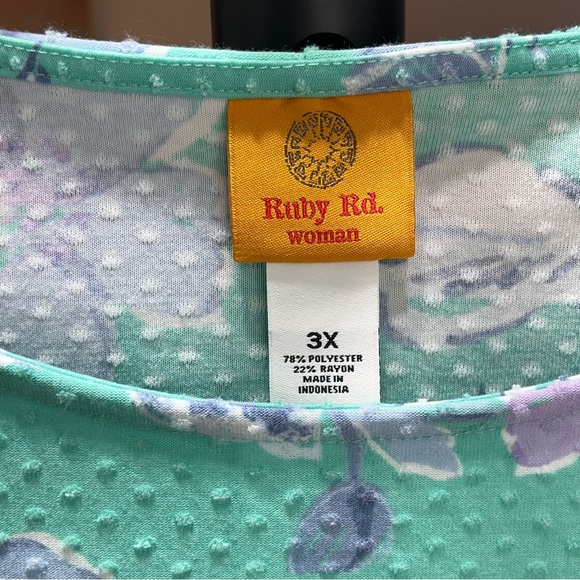 Ruby Rd.
woman
3X
78% POLYESTER
22% RAYON
MADE IN
INDONESIA